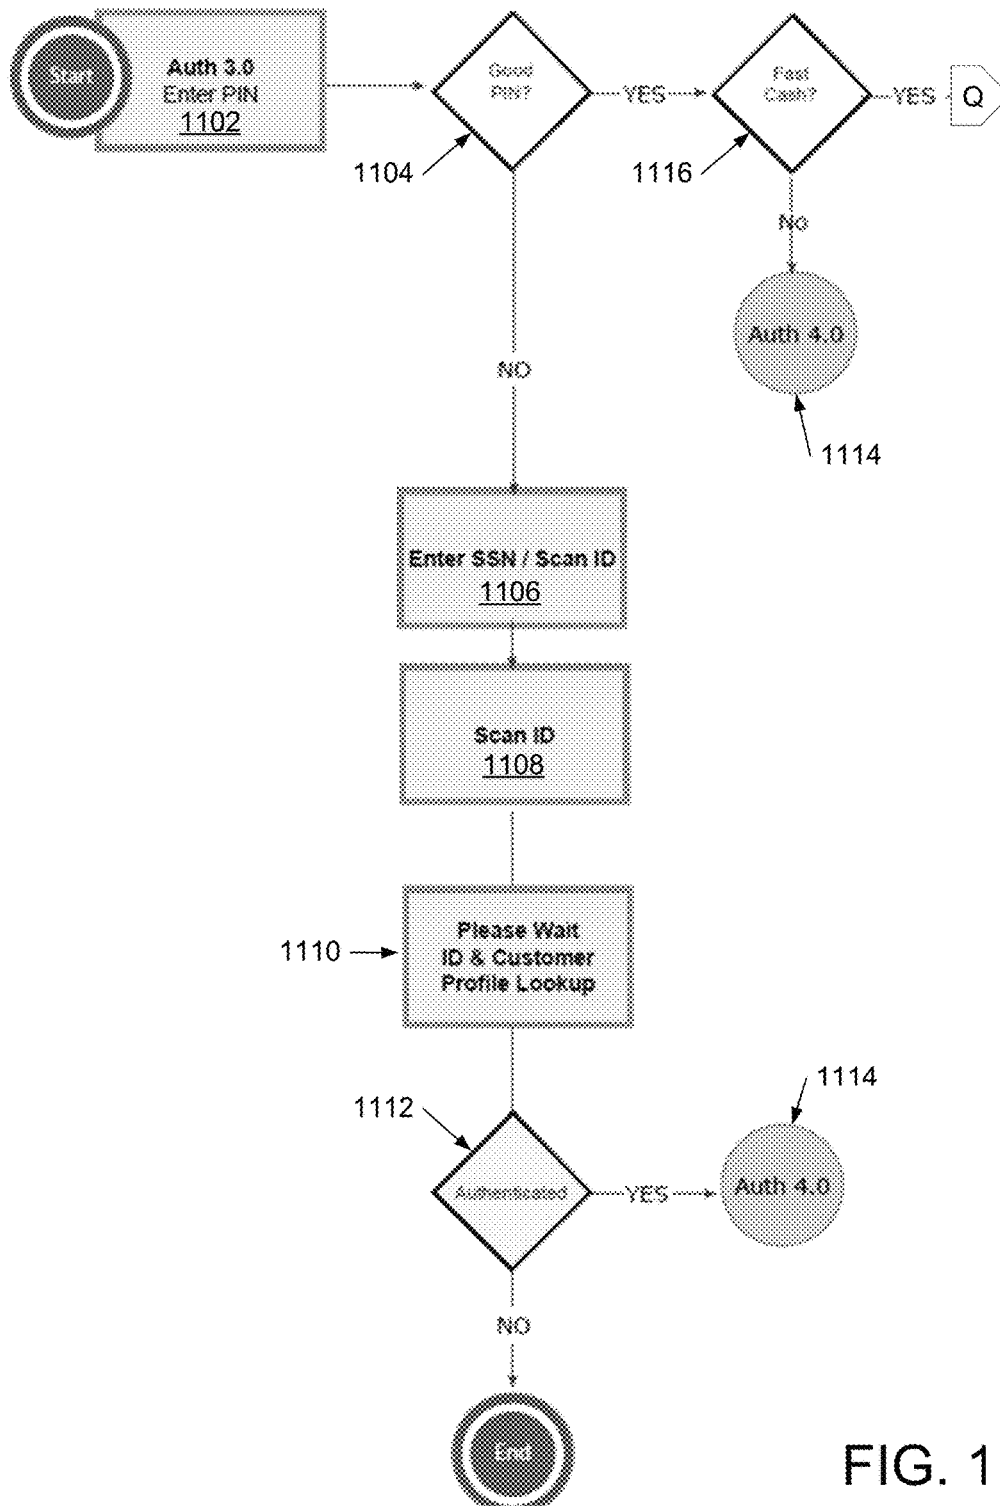 Start
Auth 3.0
Enter PIN
1102
Good
PIN?
1104
YES
Fast
Cash?
1116
YES
Q
No
Auth 4.0
1114
NO
Enter SSN / Scan ID
1106
Scan ID
1108
Please Wait
ID & Customer
Profile Lookup
1110
1112
Authenticated
YES
Auth 4.0
1114
NO
End
FIG. 1